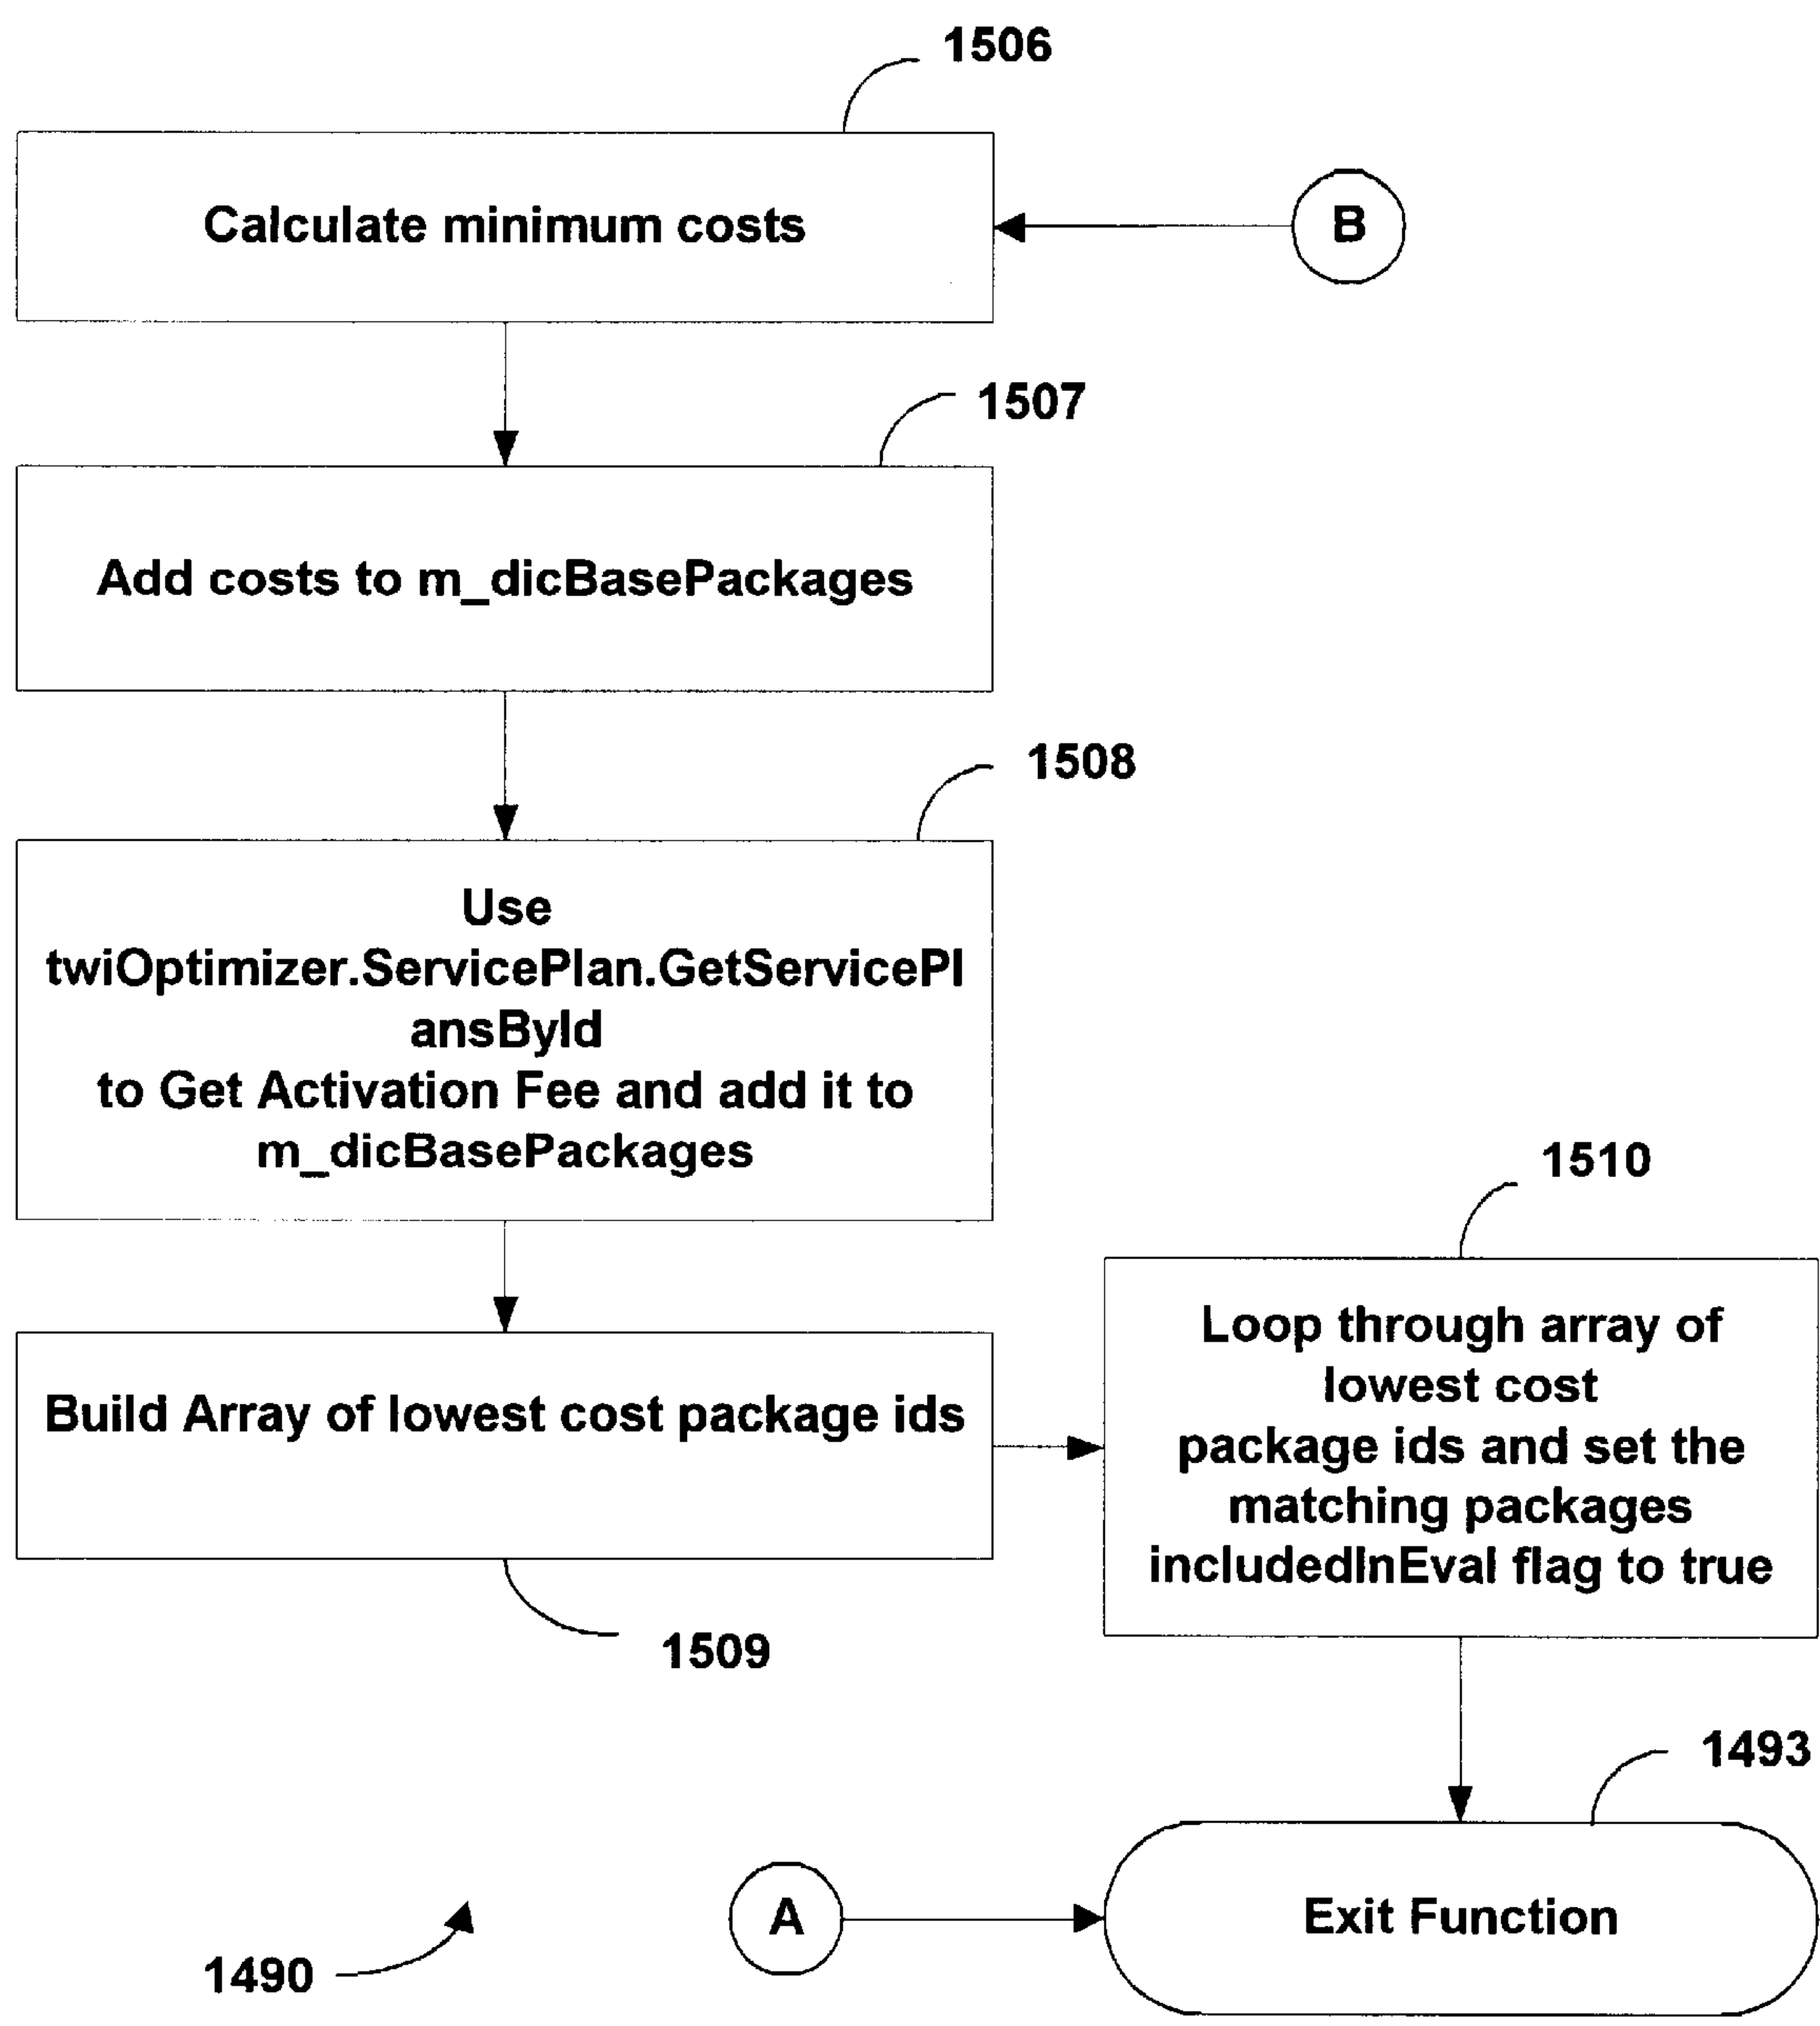 1506
Calculate minimum costs
B
1507
Add costs to m_dicBasePackages
1508
Use
twiOptimizer.ServicePlan.GetServicePl
ansById
to Get Activation Fee and add it to
m_dicBasePackages
1510
Build Array of lowest cost package ids
1509
Loop through array of
lowest cost
package ids and set the
matching packages
includedInEval flag to true
1493
A
Exit Function
1490